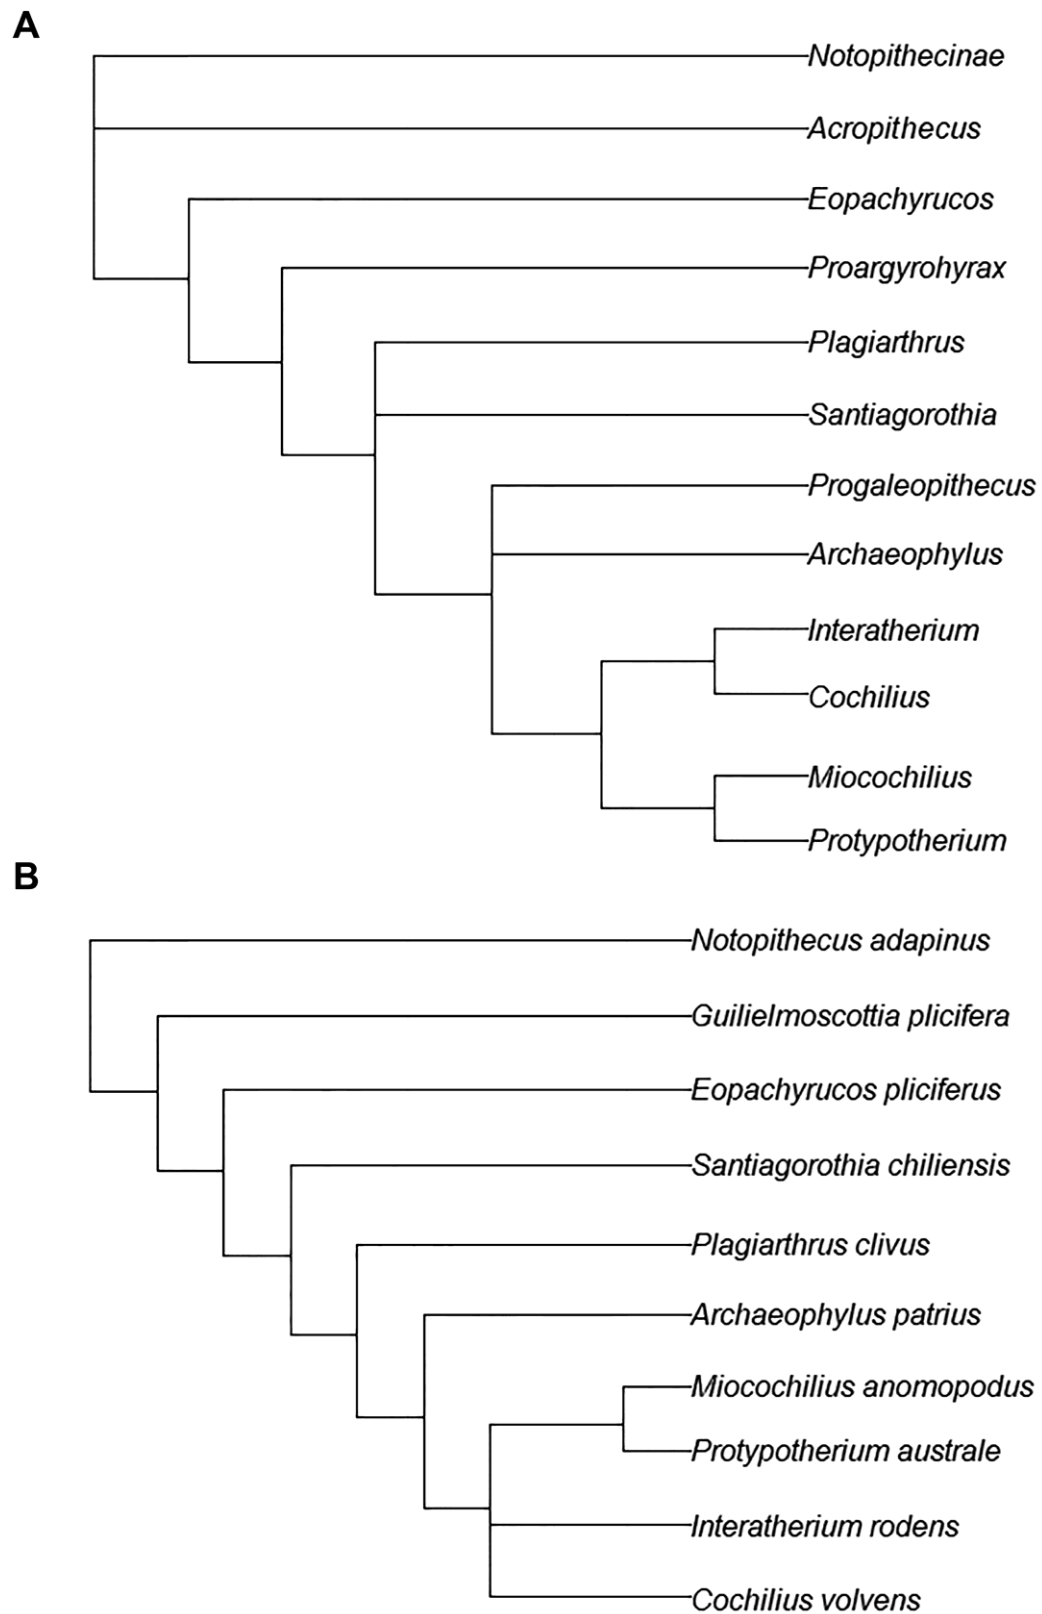 A
Notopithecinae
Acropithecus
Eopachyrucos
Proargyrohyrax
Plagiarthrus
Santiagorothia
Progaleopithecus
Archaeophylus
Interatherium
Cochilius
Miocochilius
Protypotherium
B
Notopithecus adapinus
Guilielmoscottia plicifera
Eopachyrucos pliciferus
Santiagorothia chiliensis
Plagiarthrus clivus
Archaeophylus patrius
Miocochilius anomopodus
Protypotherium australe
Interatherium rodens
Cochilius volvens